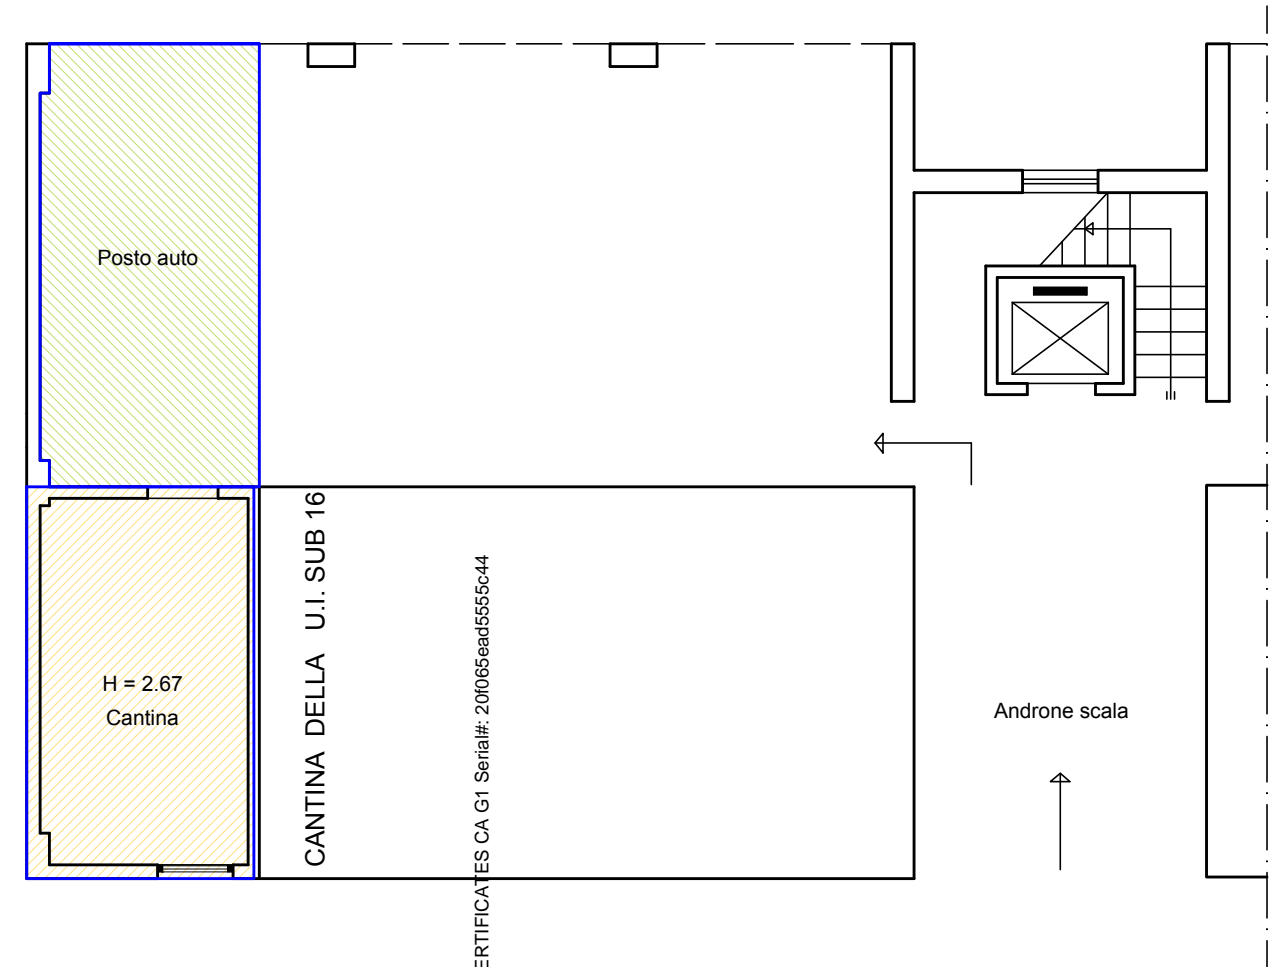 Posto auto
H = 2.67
Cantina
CANTINA DELLA U.I. SUB 16
ERTIFICATES CA G1 Serial#: 20f065ead5555c44
Androne scala